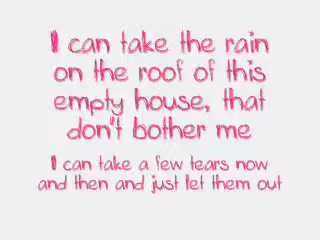 I can take the rain
on the roof of this
empty house, that
don't bother me
I can take a few tears now
and then and just let them out